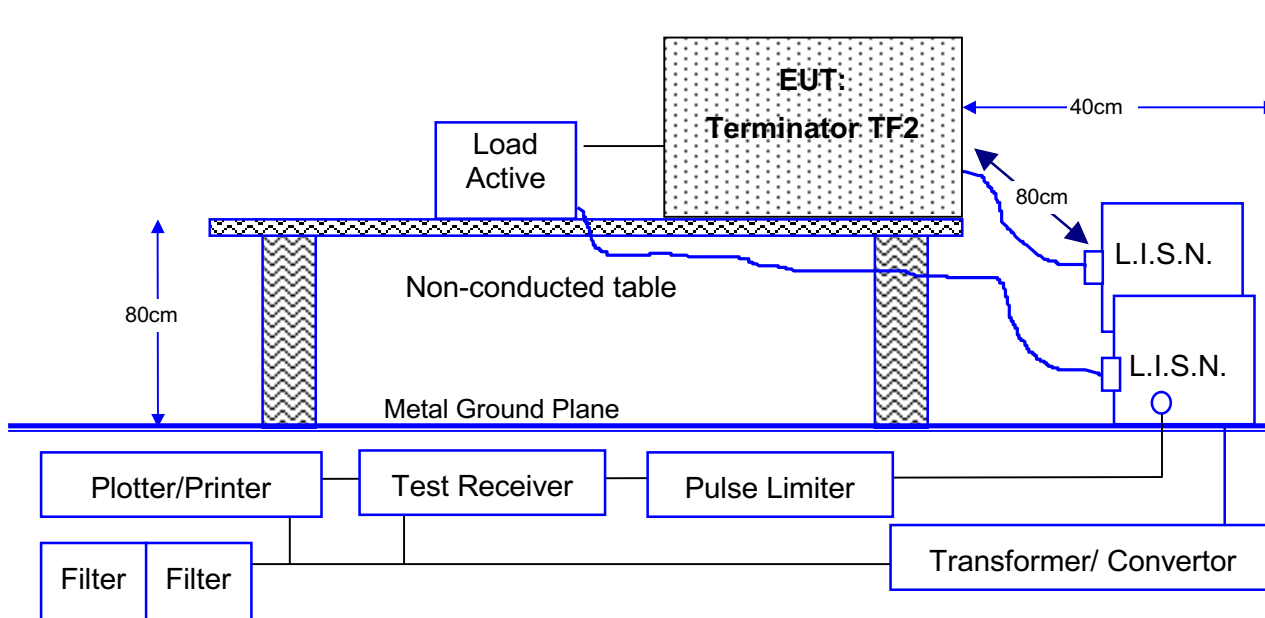 EUT:
Terminator TF2
40cm
Load
Active
80cm
L.I.S.N.
Non-conducted table
80cm
L.I.S.N.
Metal Ground Plane
Plotter/Printer
Test Receiver
Pulse Limiter
Transformer/ Convertor
Filter
Filter